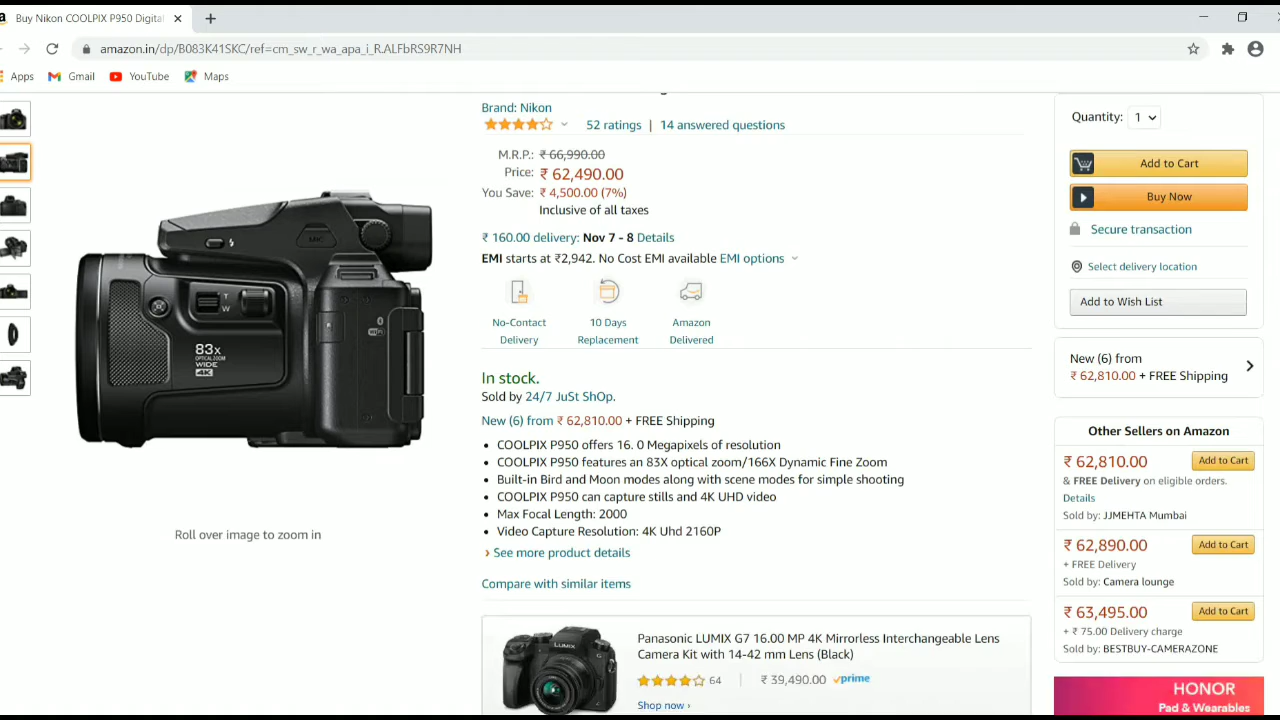 Buy Nikon COOLPIX P950 Digital
amazon.in/dp/B083K41SKC/ref=cm_sw_r_wa_apa_i_R.ALFbRS9R7NH
Apps Gmail YouTube Maps
Brand: Nikon
52 ratings | 14 answered questions
M.R.P.: ₹ 66,990.00
Price: ₹ 62,490.00
You Save: ₹ 4,500.00 (7%)
Inclusive of all taxes
₹ 160.00 delivery: Nov 7 - 8 Details
EMI starts at ₹2,942. No Cost EMI available EMI options
No-Contact Delivery
10 Days Replacement
Amazon Delivered
In stock.
Sold by 24/7 JuSt ShOp.
New (6) from ₹ 62,810.00 + FREE Shipping
COOLPIX P950 offers 16. 0 Megapixels of resolution
COOLPIX P950 features an 83X optical zoom/166X Dynamic Fine Zoom
Built-in Bird and Moon modes along with scene modes for simple shooting
COOLPIX P950 can capture stills and 4K UHD video
Max Focal Length: 2000
Video Capture Resolution: 4K Uhd 2160P
› See more product details
Compare with similar items
Panasonic LUMIX G7 16.00 MP 4K Mirrorless Interchangeable Lens
Camera Kit with 14-42 mm Lens (Black)
64 | ₹ 39,490.00 prime
Shop now ›
T
W
83x
OPTICAL ZOOM
WIDE
4K
Roll over image to zoom in
LUMIX
Quantity: 1
Add to Cart
Buy Now
Secure transaction
Select delivery location
Add to Wish List
New (6) from
₹ 62,810.00 + FREE Shipping
Other Sellers on Amazon
₹ 62,810.00 Add to Cart
& FREE Delivery on eligible orders.
Details
Sold by: JJMEHTA Mumbai
₹ 62,890.00 Add to Cart
+ FREE Delivery
Sold by: Camera lounge
₹ 63,495.00 Add to Cart
+ ₹ 75.00 Delivery charge
Sold by: BESTBUY-CAMERAZONE
HONOR
Pad & Wearables